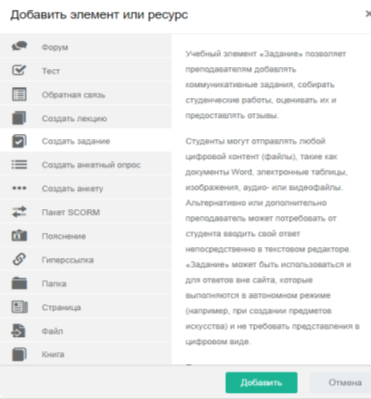 Добавить элемент или ресурс
Форум
Тест
Обратная связь
Создать лекцию
Создать задание
Создать анкетный опрос
Создать анкету
Пакет SCORM
Пояснение
Гиперссылка
Папка
Страница
Файл
Книга
Учебный элемент «Задание» позволяет
преподавателям добавлять
коммуникативные задания, собирать
студенческие работы, оценивать их и
предоставлять отзывы.
Студенты могут отправлять любой
цифровой контент (файлы), такие как
документы Word, электронные таблицы,
изображения, аудио- или видеофайлы.
Альтернативно или дополнительно
преподаватель может потребовать от
студента вводить свой ответ
непосредственно в текстовом редакторе.
«Задание» может быть использоваться и
для ответов вне сайта, которые
выполняются в автономном режиме
(например, при создании предметов
искусства) и не требовать представления в
цифровом виде.
Добавить
Отмена